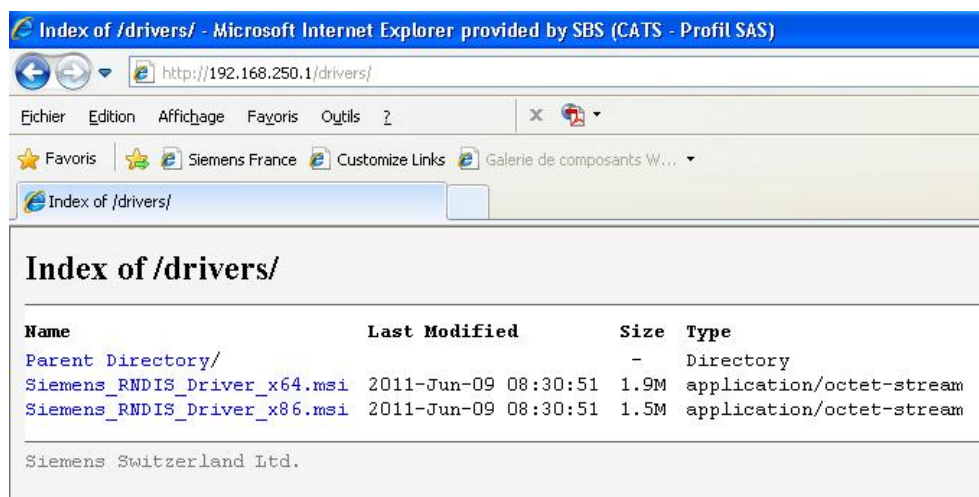 Index of /drivers/ - Microsoft Internet Explorer provided by SBS (CATS - Profil SAS)
http://192.168.250.1/drivers/
Fichier Edition Affichage Favoris Outils ?
Favoris Siemens France Customize Links Galerie de composants W...
Index of /drivers/
Index of /drivers/
Name Last Modified Size Type
Parent Directory/ - Directory
Siemens_RNDIS_Driver_x64.msi 2011-Jun-09 08:30:51 1.9M application/octet-stream
Siemens_RNDIS_Driver_x86.msi 2011-Jun-09 08:30:51 1.5M application/octet-stream
Siemens Switzerland Ltd.